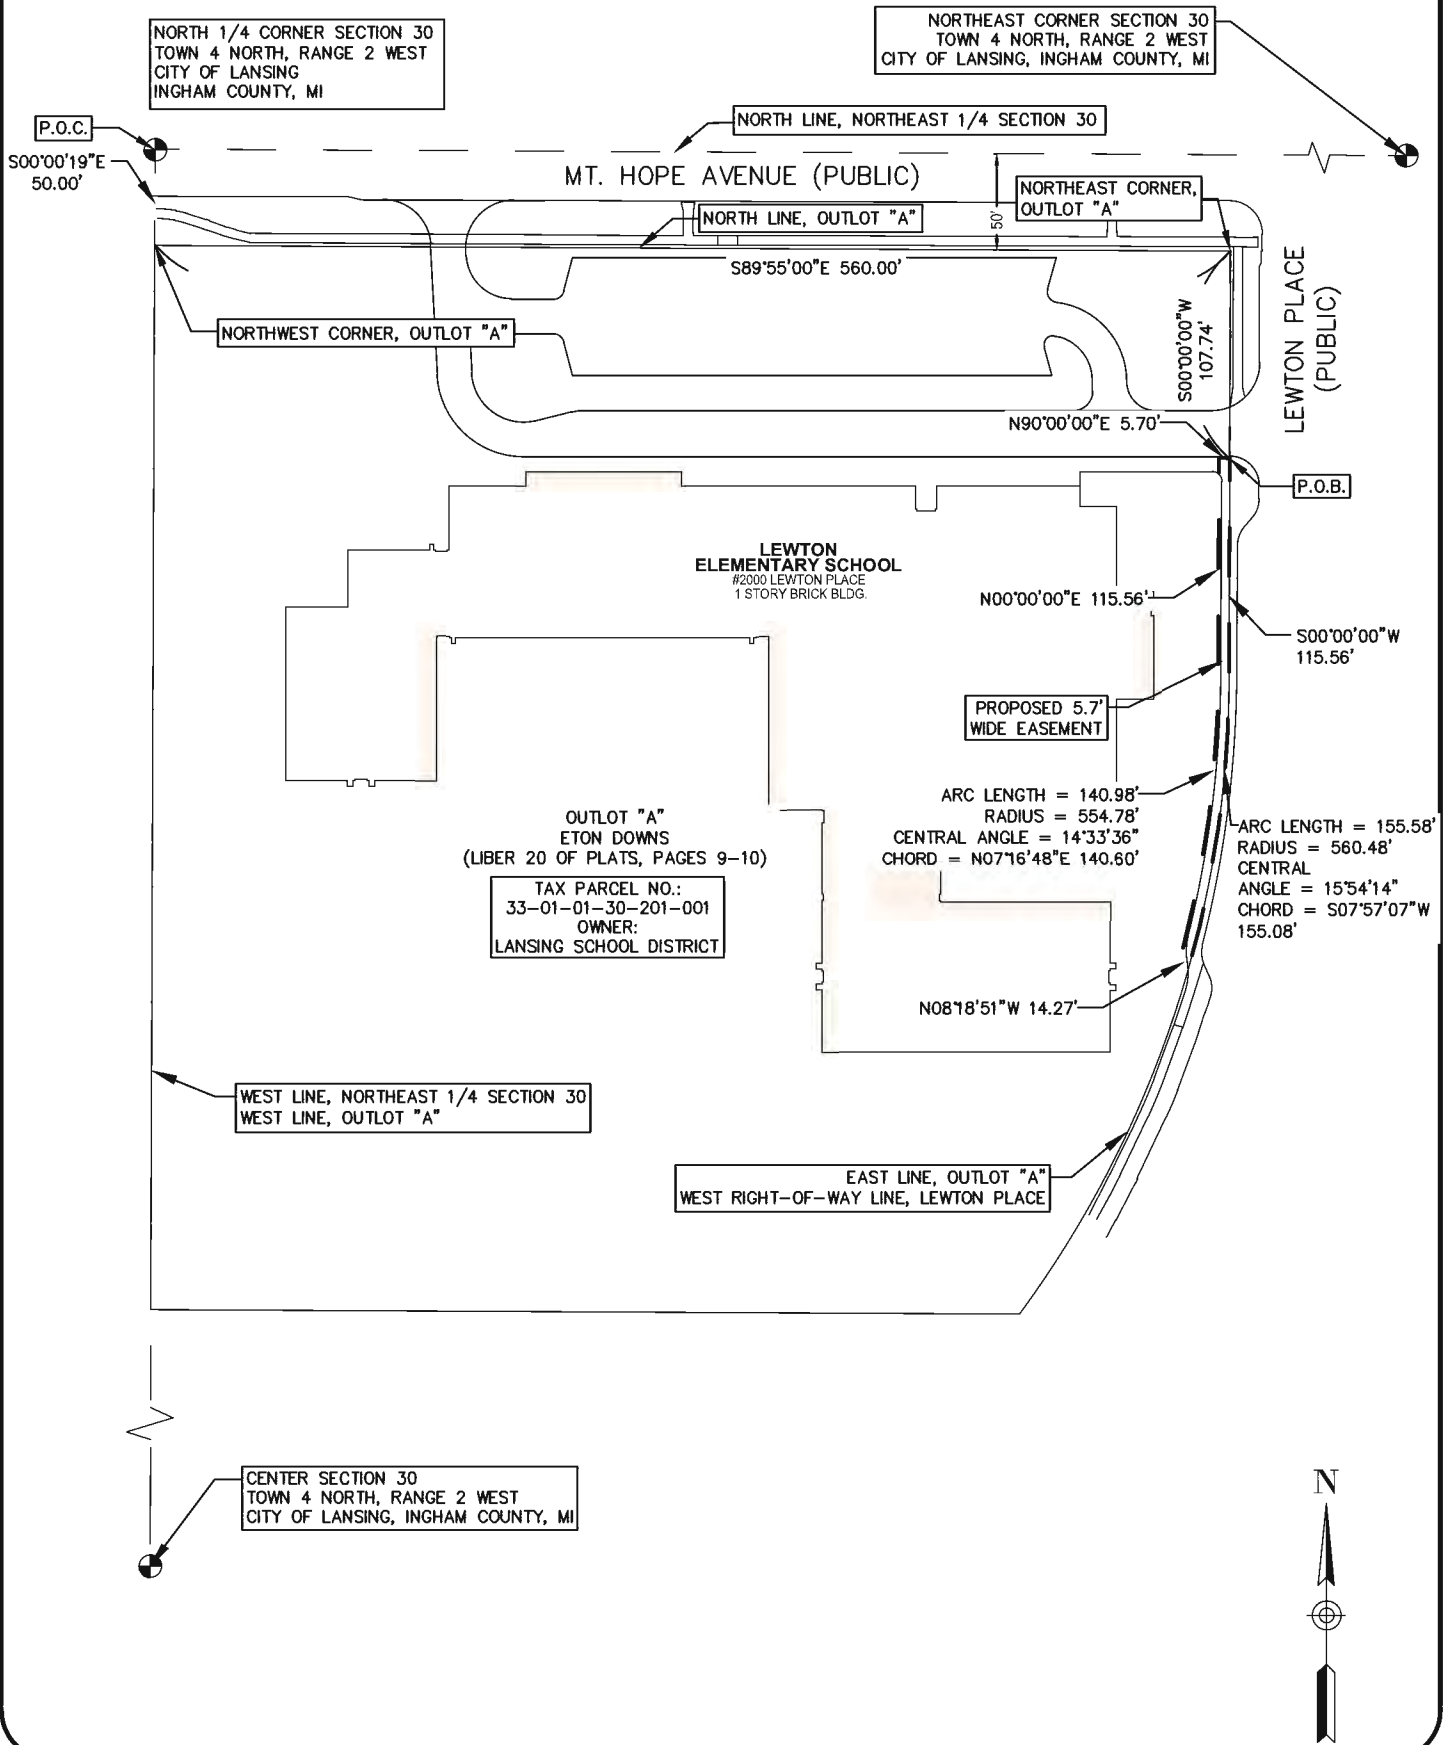 NORTH 1/4 CORNER SECTION 30
TOWN 4 NORTH, RANGE 2 WEST
CITY OF LANSING
INGHAM COUNTY, MI
NORTHEAST CORNER SECTION 30
TOWN 4 NORTH, RANGE 2 WEST
CITY OF LANSING, INGHAM COUNTY, MI
P.O.C.
S00°00'19"E
50.00'
NORTH LINE, NORTHEAST 1/4 SECTION 30
MT. HOPE AVENUE (PUBLIC)
NORTHEAST CORNER,
OUTLOT "A"
NORTH LINE, OUTLOT "A"
50'
S89°55'00"E 560.00'
LEWTON PLACE
(PUBLIC)
NORTHWEST CORNER, OUTLOT "A"
S00°00'00"W
107.74'
N90°00'00"E 5.70'
P.O.B.
LEWTON
ELEMENTARY SCHOOL
#2000 LEWTON PLACE
1 STORY BRICK BLDG.
N00°00'00"E 115.56'
S00°00'00"W
115.56'
PROPOSED 5.7'
WIDE EASEMENT
ARC LENGTH = 140.98'
RADIUS = 554.78'
CENTRAL ANGLE = 14°33'36"
CHORD = N07°16'48"E 140.60'
ARC LENGTH = 155.58'
RADIUS = 560.48'
CENTRAL
ANGLE = 15°54'14"
CHORD = S07°57'07"W
155.08'
OUTLOT "A"
ETON DOWNS
(LIBER 20 OF PLATS, PAGES 9-10)
TAX PARCEL NO.:
33-01-01-30-201-001
OWNER:
LANSING SCHOOL DISTRICT
N08°18'51"W 14.27'
WEST LINE, NORTHEAST 1/4 SECTION 30
WEST LINE, OUTLOT "A"
EAST LINE, OUTLOT "A"
WEST RIGHT-OF-WAY LINE, LEWTON PLACE
CENTER SECTION 30
TOWN 4 NORTH, RANGE 2 WEST
CITY OF LANSING, INGHAM COUNTY, MI
N